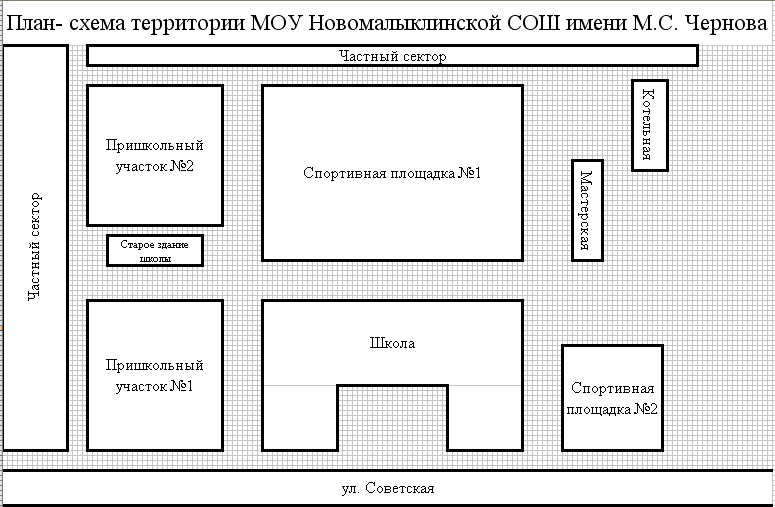 План- схема территории МОУ Новомалыклинской СОШ имени М.С. Чернова
Частный сектор
Частный сектор
Пришкольный
участок №2
Спортивная площадка №1
Котельная
Мастерская
Старое здание
школы
Пришкольный
участок №1
Школа
Спортивная
площадка №2
ул. Советская